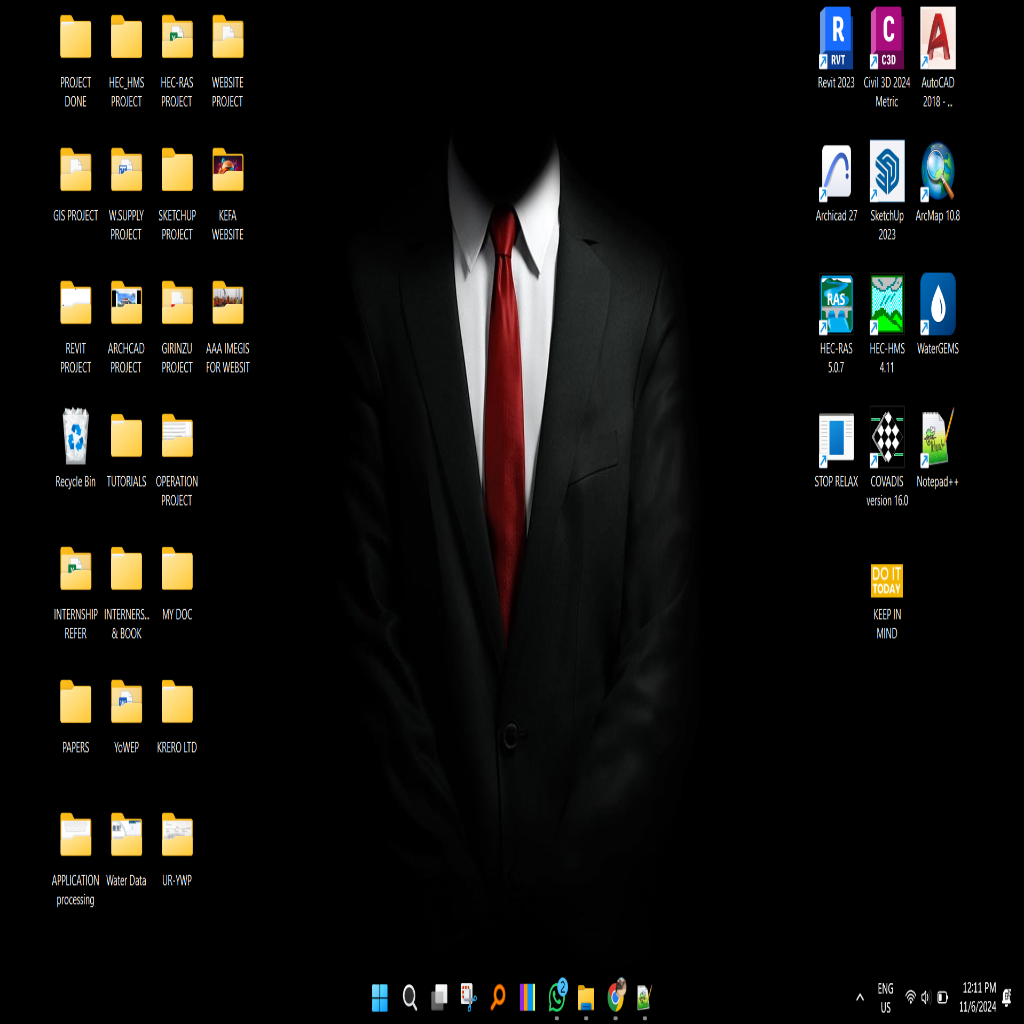 PROJECT
DONE
HEC_HMS
PROJECT
HEC-RAS
PROJECT
WEBSITE
PROJECT
GIS PROJECT
W.SUPPLY
PROJECT
SKETCHUP
PROJECT
KEFA
WEBSITE
REVIT
PROJECT
ARCHCAD
PROJECT
GIRINZU
PROJECT
AAA IMEGIS
FOR WEBSIT
Recycle Bin
TUTORIALS
OPERATION
PROJECT
INTERNSHIP
REFER
INTERNERS...
& BOOK
MY DOC
PAPERS
YoWEP
KRERO LTD
APPLICATION
processing
Water Data
UR-YWP
R
RVT
Revit 2023
C
C3D
Civil 3D 2024
Metric
A
AutoCAD
2018 - ...
Archicad 27
SketchUp
2023
ArcMap 10.8
RAS
HEC-RAS
5.0.7
HEC-HMS
4.11
WaterGEMS
STOP RELAX
COVADIS
version 16.0
Notepad++
DO IT
TODAY
KEEP IN
MIND
2
ENG
US
12:11 PM
11/6/2024